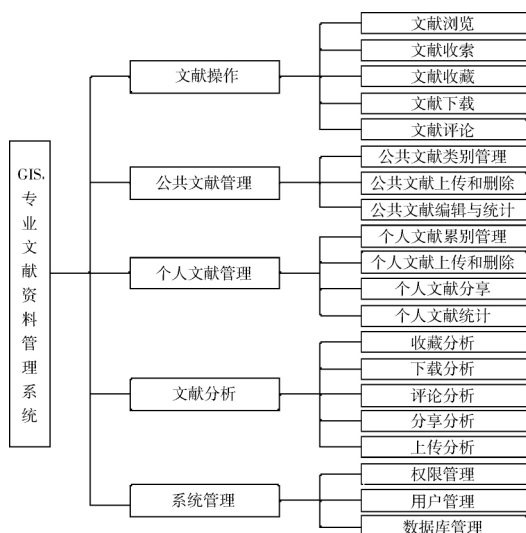 GIS.
专
业
文
献
资
料
管
理
系
统
文献操作
文献浏览
文献收索
文献收藏
文献下载
文献评论
公共文献管理
公共文献类别管理
公共文献上传和删除
公共文献编辑与统计
个人文献管理
个人文献累别管理
个人文献上传和删除
个人文献分享
个人文献统计
文献分析
收藏分析
下载分析
评论分析
分享分析
上传分析
系统管理
权限管理
用户管理
数据库管理